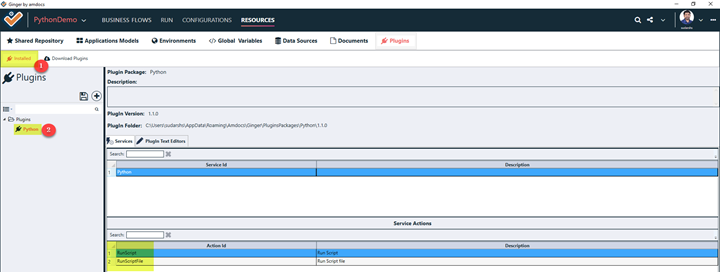 Ginger by amdocs
PythonDemo
BUSINESS FLOWS
RUN
CONFIGURATIONS
RESOURCES
Shared Repository
Applications Models
Environments
Global Variables
Data Sources
Documents
Plugins
Installed
1
Download Plugins
Plugins
Plugins
Python
2
Plugin Package: Python
Description:
PlugIn Version: 1.1.0
PlugIn Folder: C:\Users\sudarshi\AppData\Roaming\Amdocs\Ginger\PluginsPackages\Python\1.1.0
Services
PlugIn Text Editors
Search:
Service Id
Description
1 Python
Service Actions
Search:
Action Id
Description
1 RunScript Run Script
2 RunScriptFile Run Script file